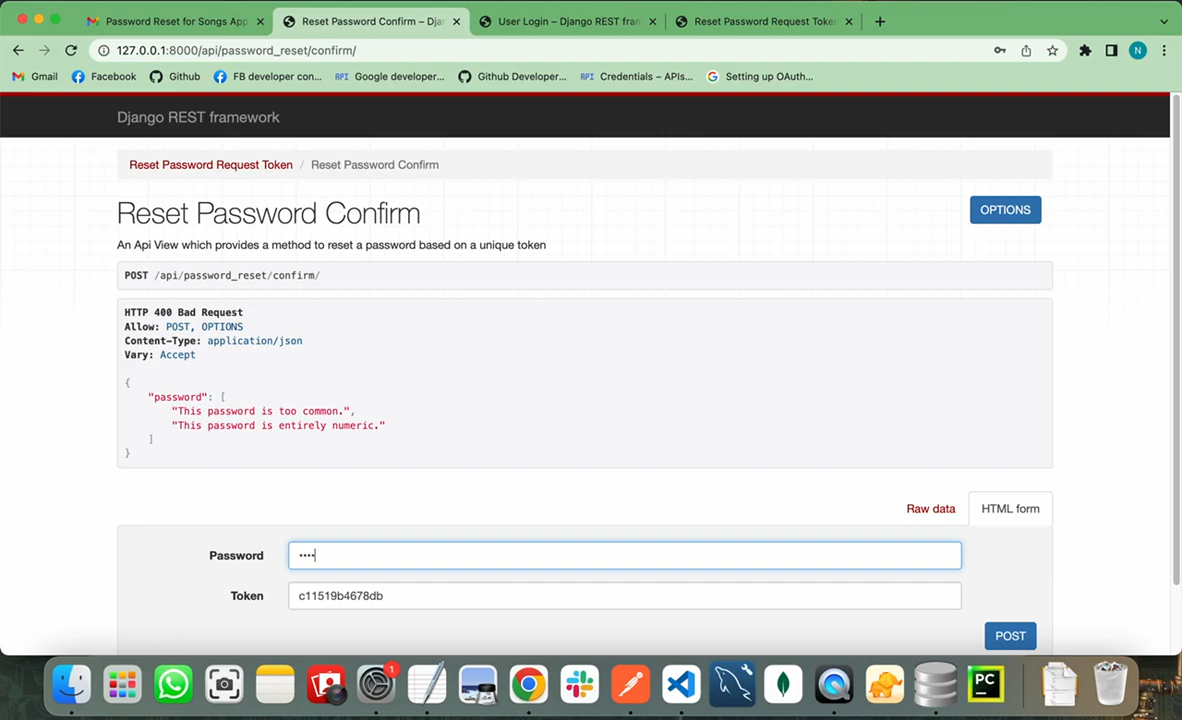 Password Reset for Songs App
Reset Password Confirm – Djan
User Login – Django REST fram
Reset Password Request Token
127.0.0.1:8000/api/password_reset/confirm/
N
Gmail
Facebook
Github
FB developer con...
API Google developer...
Github Developer...
API Credentials – APIs...
Setting up OAuth...
Django REST framework
Reset Password Request Token / Reset Password Confirm
Reset Password Confirm
OPTIONS
An Api View which provides a method to reset a password based on a unique token
POST /api/password_reset/confirm/
HTTP 400 Bad Request
Allow: POST, OPTIONS
Content-Type: application/json
Vary: Accept
{
"password": [
"This password is too common.",
"This password is entirely numeric."
]
}
Raw data
HTML form
Password ••••
Token c11519b4678db
POST
1
PC